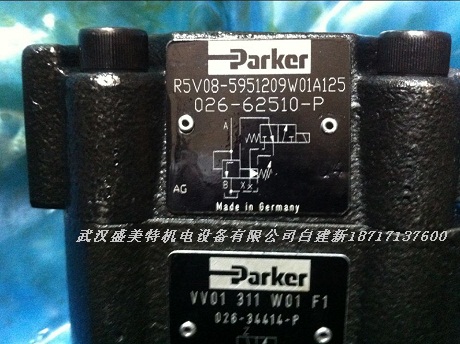 Parker
R5V08-5951209W01A125
026-62510-P
A
B X
AG
Made in Germany
武汉盛美特机电设备有限公司白建新13717137600
Parker
VV01 311 W01 F1
026-34414-P